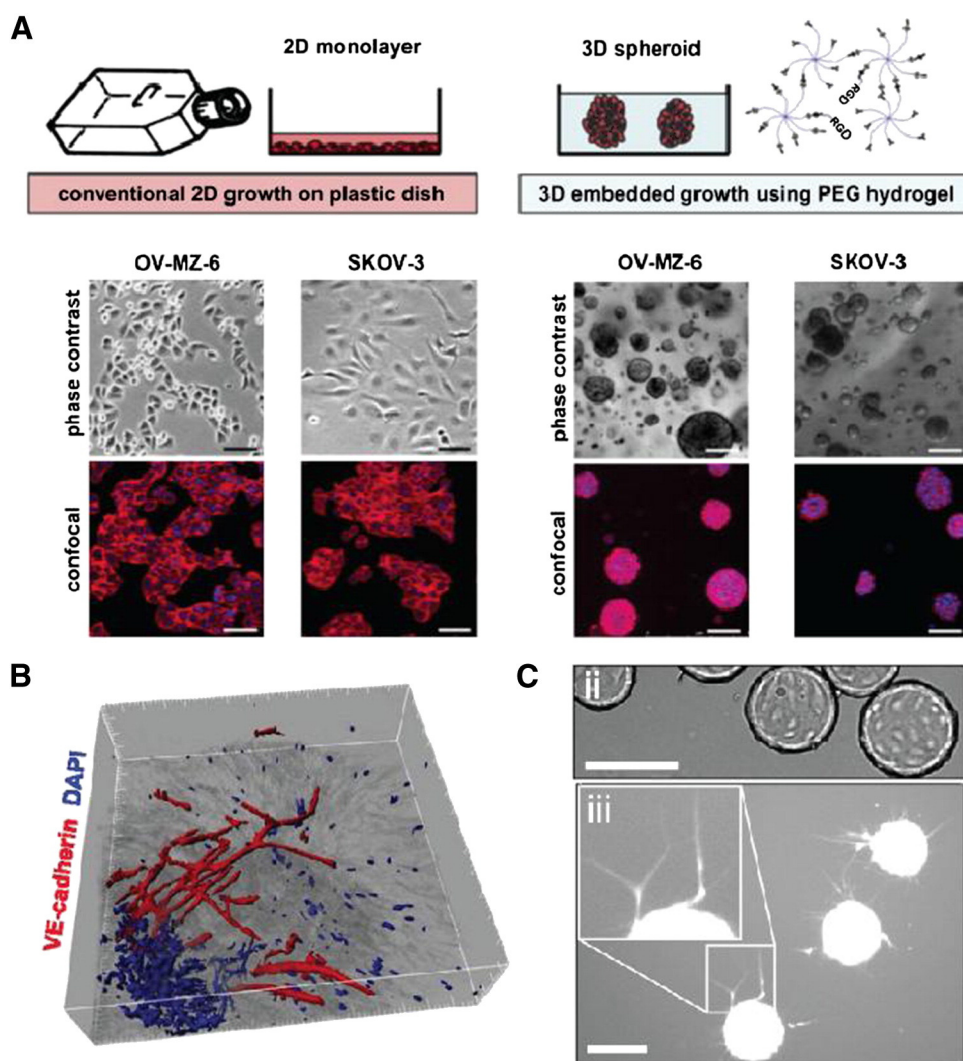 A
2D monolayer
3D spheroid
RGD
RGD
conventional 2D growth on plastic dish
3D embedded growth using PEG hydrogel
OV-MZ-6
SKOV-3
OV-MZ-6
SKOV-3
phase contrast
phase contrast
confocal
confocal
B
VE-cadherin DAPI
C
ii
iii